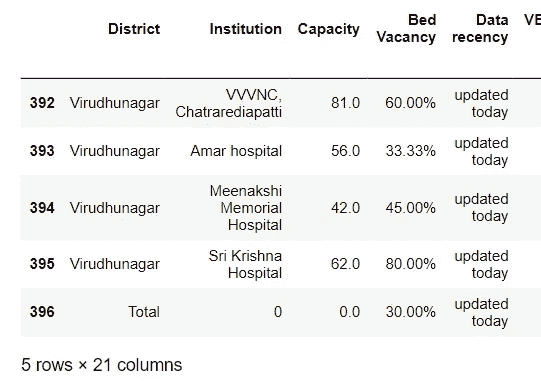 District Institution Capacity Bed Vacancy Data recency VE
392 Virudhunagar VVVNC, Chatrarediapatti 81.0 60.00% updated today
393 Virudhunagar Amar hospital 56.0 33.33% updated today
394 Virudhunagar Meenakshi Memorial Hospital 42.0 45.00% updated today
395 Virudhunagar Sri Krishna Hospital 62.0 80.00% updated today
396 Total 0 0.0 30.00% updated today
5 rows × 21 columns